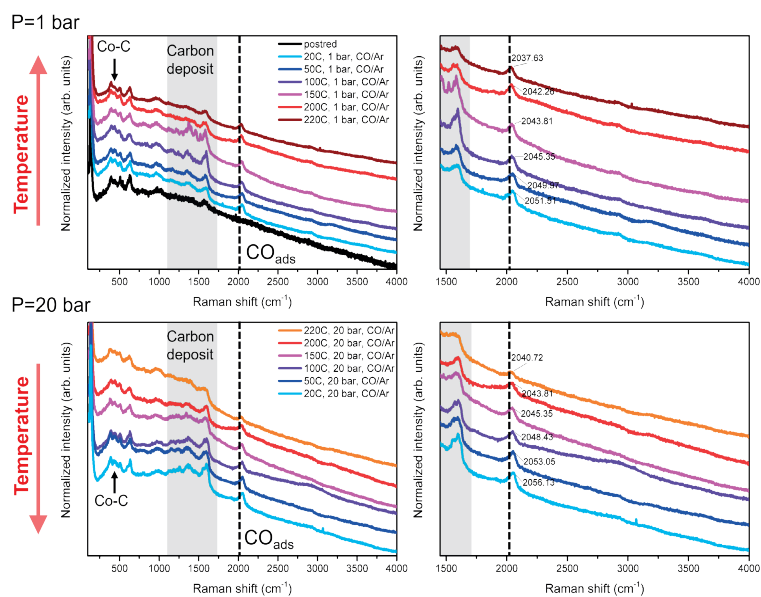 P=1 bar
Temperature
Normalized intensity (arb. units)
Co-C
Carbon
deposit
postred
20C, 1 bar, CO/Ar
50C, 1 bar, CO/Ar
100C, 1 bar, CO/Ar
150C, 1 bar, CO/Ar
200C, 1 bar, CO/Ar
220C, 1 bar, CO/Ar
COads
500 1000 1500 2000 2500 3000 3500 4000
Raman shift (cm-1)
Normalized intensity (arb. units)
2037.63
2042.26
2043.81
2045.35
2049.97
2051.51
1500 2000 2500 3000 3500 4000
Raman shift (cm-1)
P=20 bar
Temperature
Normalized intensity (arb. units)
Carbon
deposit
220C, 20 bar, CO/Ar
200C, 20 bar, CO/Ar
150C, 20 bar, CO/Ar
100C, 20 bar, CO/Ar
50C, 20 bar, CO/Ar
20C, 20 bar, CO/Ar
Co-C
COads
500 1000 1500 2000 2500 3000 3500 4000
Raman shift (cm-1)
Normalized intensity (arb. units)
2040.72
2043.81
2045.35
2048.43
2053.05
2056.13
1500 2000 2500 3000 3500 4000
Raman shift (cm-1)